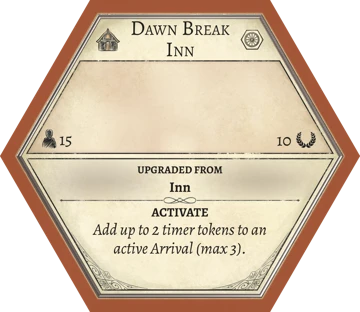 Dawn Break
Inn
15
10
UPGRADED FROM
Inn
ACTIVATE
Add up to 2 timer tokens to an
active Arrival (max 3).